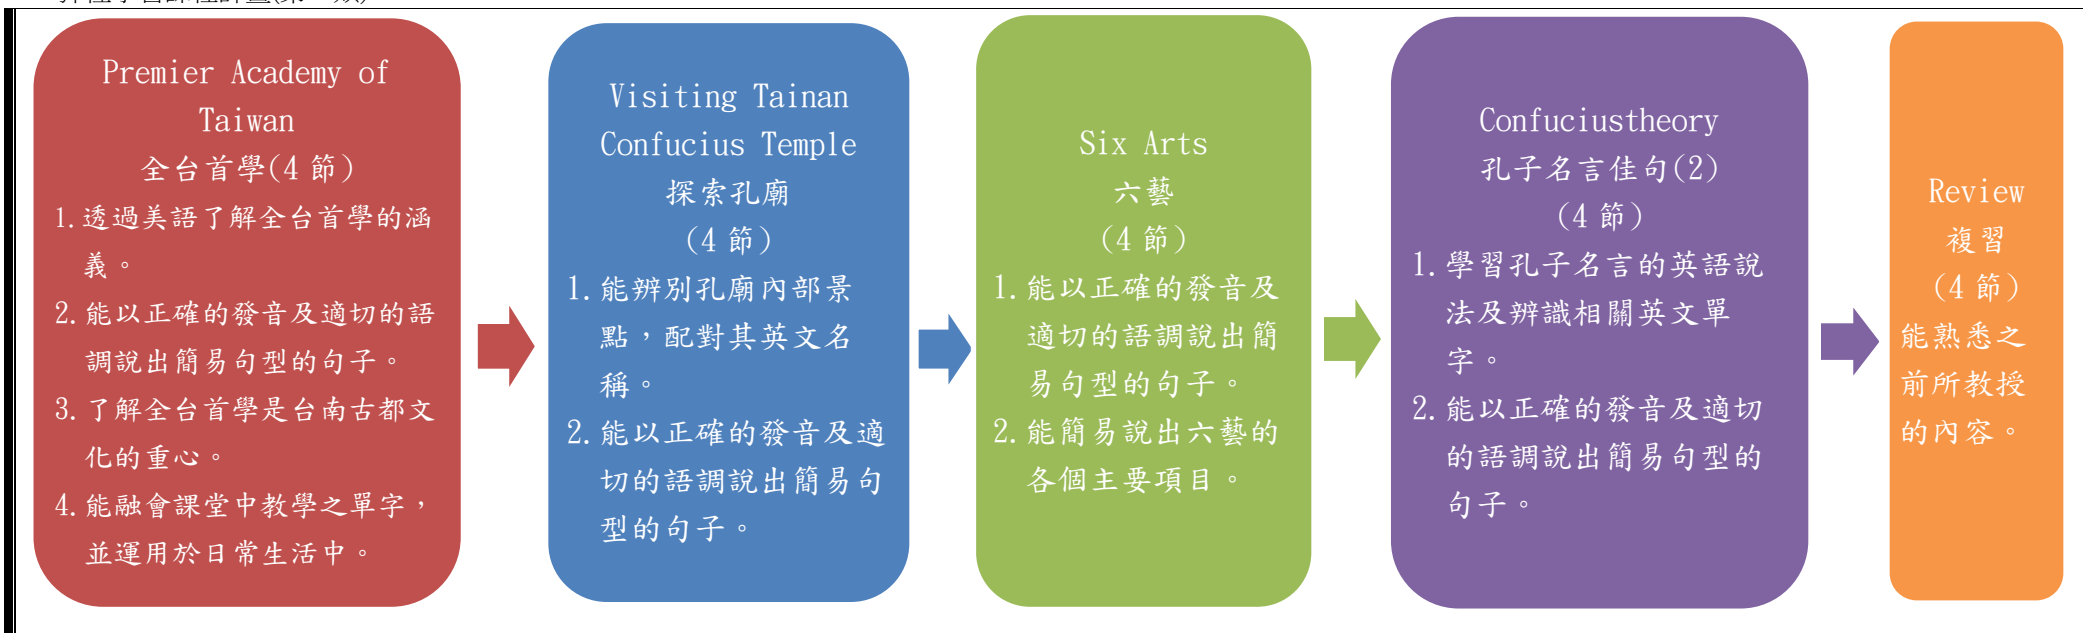 Premier Academy of
Taiwan
全台首學(4 節)
1. 透過美語了解全台首學的涵
義。
2. 能以正確的發音及適切的語
調說出簡易句型的句子。
3. 了解全台首學是台南古都文
化的重心。
4. 能融會課堂中教學之單字，
並運用於日常生活中。
Visiting Tainan
Confucius Temple
探索孔廟
(4 節)
1. 能辨別孔廟內部景
點，配對其英文名
稱。
2. 能以正確的發音及適
切的語調說出簡易句
型的句子。
Six Arts
六藝
(4 節)
1. 能以正確的發音及
適切的語調說出簡
易句型的句子。
2. 能簡易說出六藝的
各個主要項目。
Confuciustheory
孔子名言佳句(2)
(4 節)
1. 學習孔子名言的英語說
法及辨識相關英文單
字。
2. 能以正確的發音及適切
的語調說出簡易句型的
句子。
Review
複習
(4 節)
能熟悉之
前所教授
的內容。